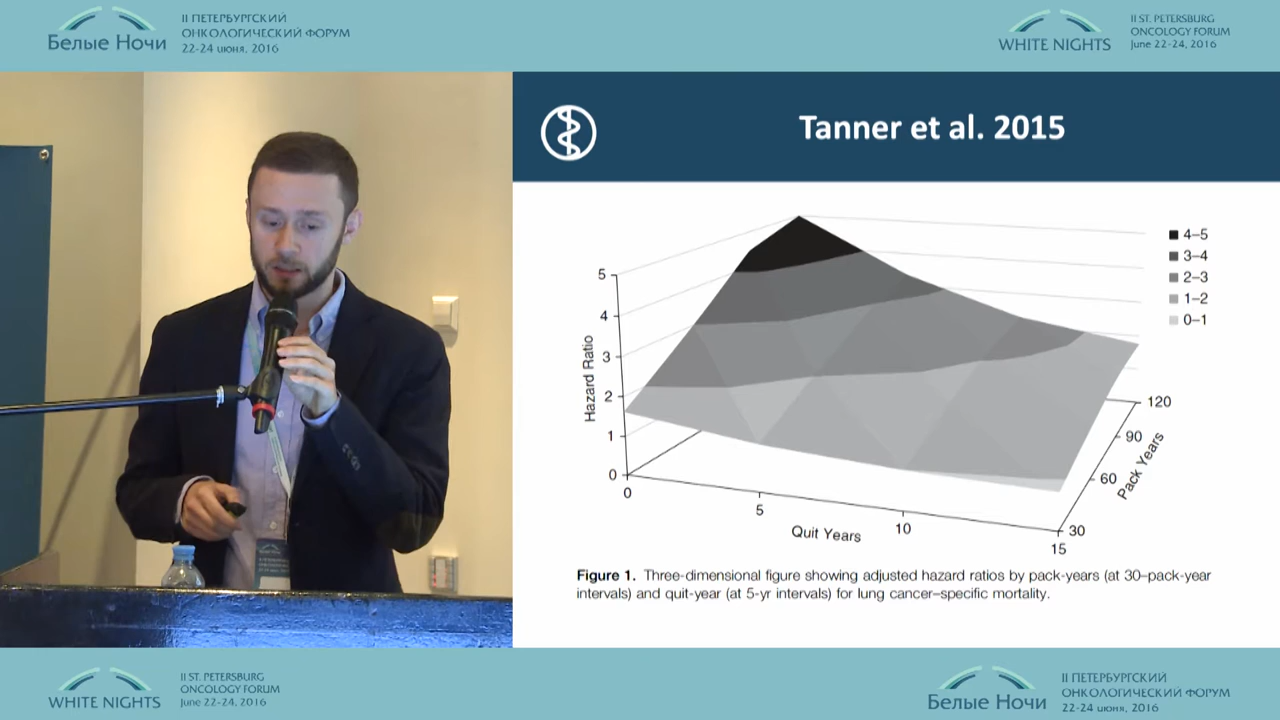 Белые Ночи
II ПЕТЕРБУРГСКИЙ
ОНКОЛОГИЧЕСКИЙ ФОРУМ
22-24 июня, 2016
WHITE NIGHTS
II ST. PETERSBURG
ONCOLOGY FORUM
June 22-24, 2016
Tanner et al. 2015
4–5
3–4
2–3
1–2
0–1
5
4
3
2
1
0
Hazard Ratio
0
5
10
15
Quit Years
120
90
60
30
Pack Years
Figure 1. Three-dimensional figure showing adjusted hazard ratios by pack-years (at 30–pack-year
intervals) and quit-year (at 5-yr intervals) for lung cancer–specific mortality.
WHITE NIGHTS
II ST. PETERSBURG
ONCOLOGY FORUM
June 22-24, 2016
Белые Ночи
II ПЕТЕРБУРГСКИЙ
ОНКОЛОГИЧЕСКИЙ ФОРУМ
22-24 июня, 2016